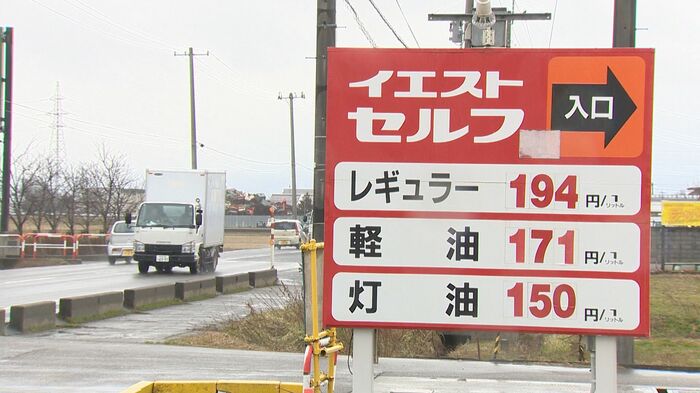 イエスト
セルフ
入口
レギュラー 194 円/1リットル
軽油 171 円/1リットル
灯油 150 円/1リットル